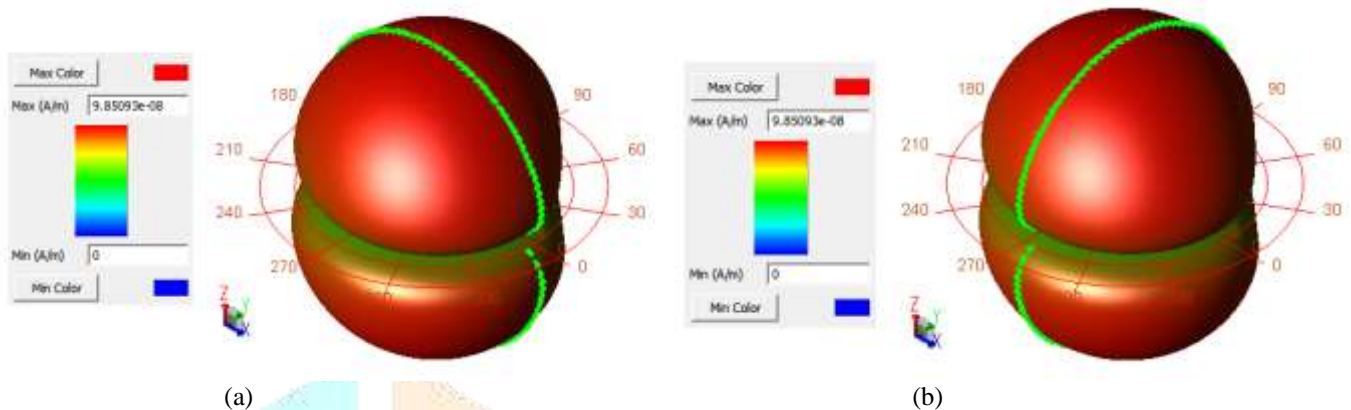 Max Color
Max (A/m) 9.85093e-08
Min (A/m) 0
Min Color
180
210
240
270
90
60
30
0
Z
Y
X
(a)
Max Color
Max (A/m) 9.85093e-08
Min (A/m) 0
Min Color
180
210
240
270
90
60
30
0
Z
Y
X
(b)